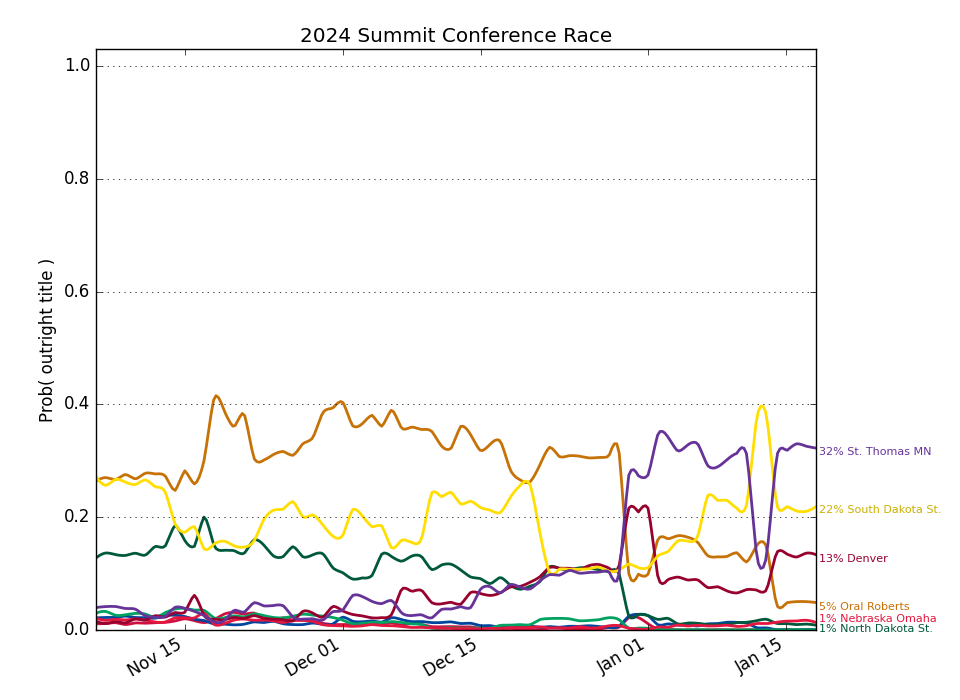 2024 Summit Conference Race
Prob( outright title )
1.0
0.8
0.6
0.4
0.2
0.0
32% St. Thomas MN
22% South Dakota St.
13% Denver
5% Oral Roberts
1% Nebraska Omaha
1% North Dakota St.
Nov 15
Dec 01
Dec 15
Jan 01
Jan 15